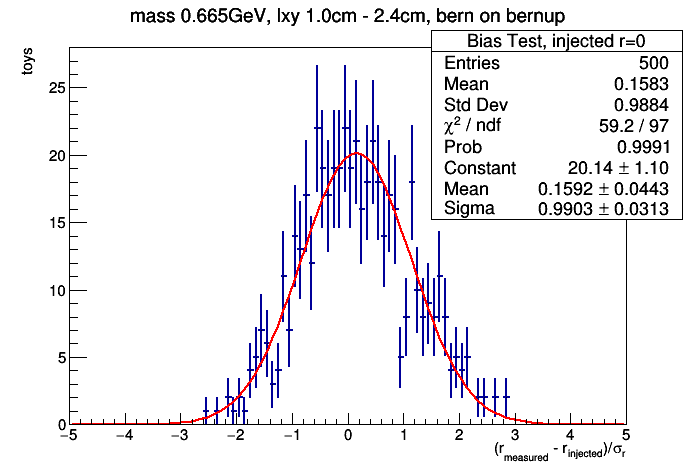 mass 0.665GeV, lxy 1.0cm - 2.4cm, bern on bernup
toys
Bias Test, injected r=0
Entries 500
Mean 0.1583
Std Dev 0.9884
χ² / ndf 59.2 / 97
Prob 0.9991
Constant 20.14 ± 1.10
Mean 0.1592 ± 0.0443
Sigma 0.9903 ± 0.0313
25
20
15
10
5
0
−5 −4 −3 −2 −1 0 1 2 3 4 5
(r_measured - r_injected)/σ_r